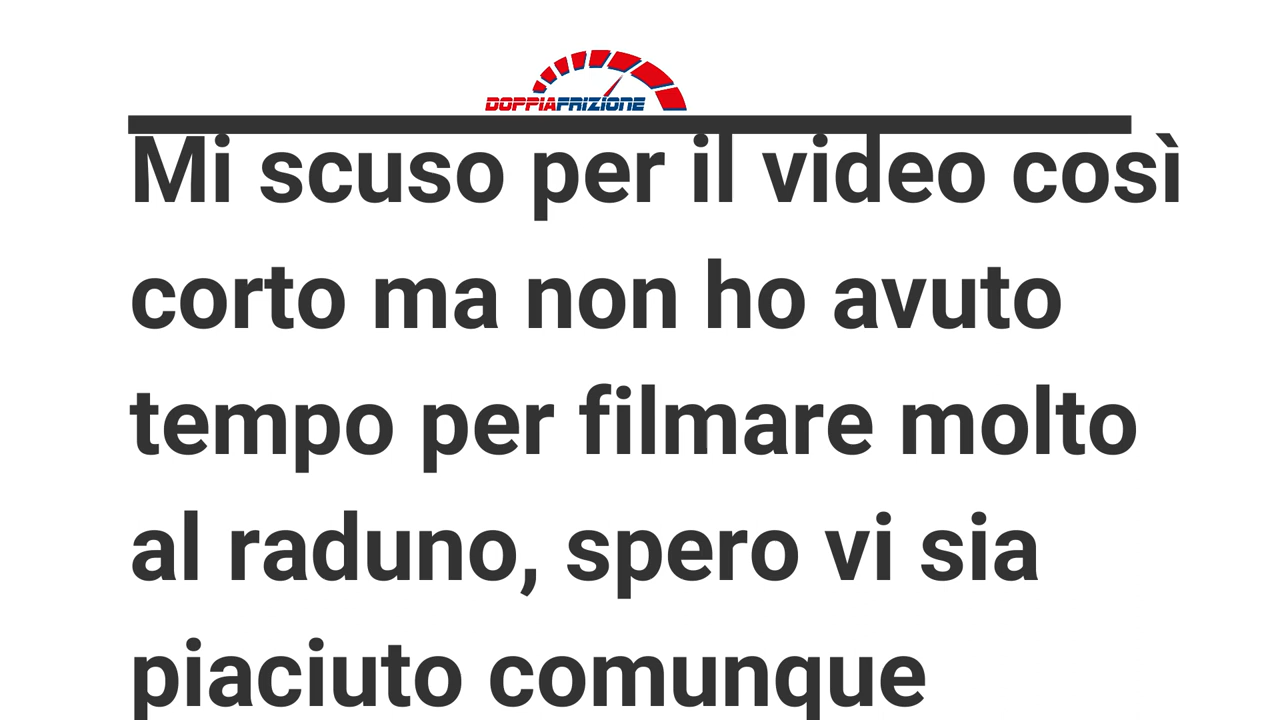 DOPPIAFRIZIONE
Mi scuso per il video così
corto ma non ho avuto
tempo per filmare molto
al raduno, spero vi sia
piaciuto comunque